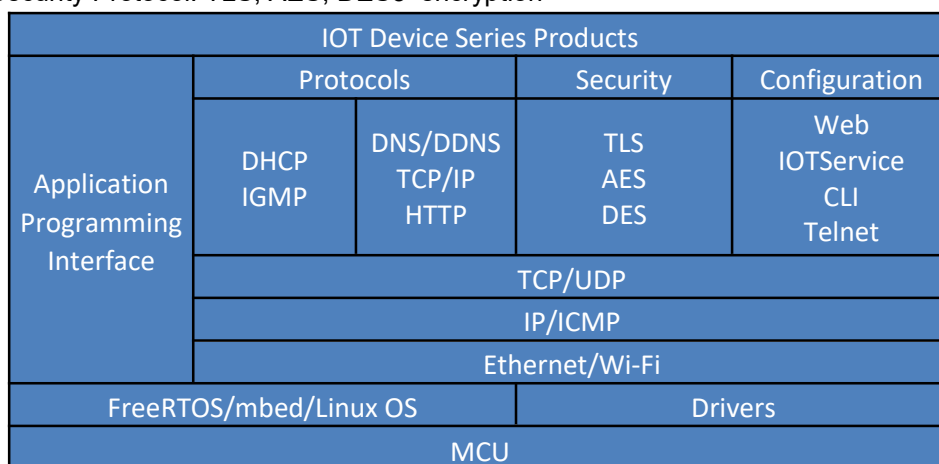 IOT Device Series Products
Protocols
Security
Configuration
Application
Programming
Interface
DHCP
IGMP
DNS/DDNS
TCP/IP
HTTP
TLS
AES
DES
Web
IOTService
CLI
Telnet
TCP/UDP
IP/ICMP
Ethernet/Wi-Fi
FreeRTOS/mbed/Linux OS
Drivers
MCU